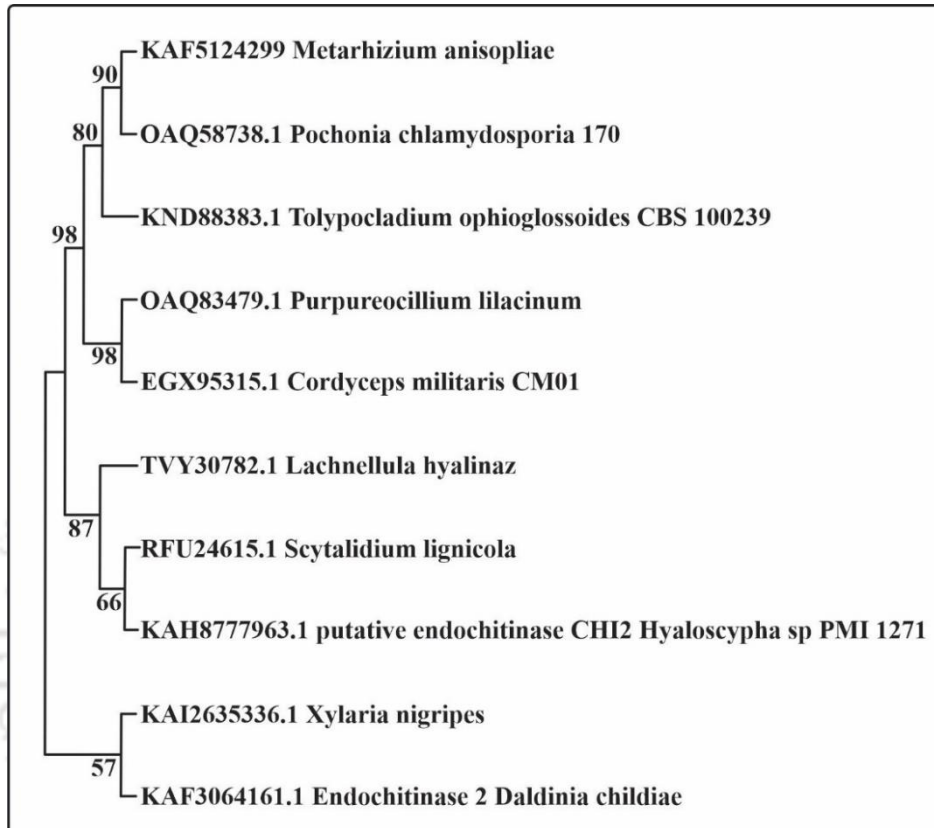 KAF5124299 Metarhizium anisopliae
90
80
OAQ58738.1 Pochonia chlamydosporia 170
KND88383.1 Tolypocladium ophioglossoides CBS 100239
98
OAQ83479.1 Purpureocillium lilacinum
98
EGX95315.1 Cordyceps militaris CM01
TVY30782.1 Lachnellula hyalinaz
87
RFU24615.1 Scytalidium lignicola
66
KAH8777963.1 putative endochitinase CHI2 Hyaloscypha sp PMI 1271
KAI2635336.1 Xylaria nigripes
57
KAF3064161.1 Endochitinase 2 Daldinia childiae